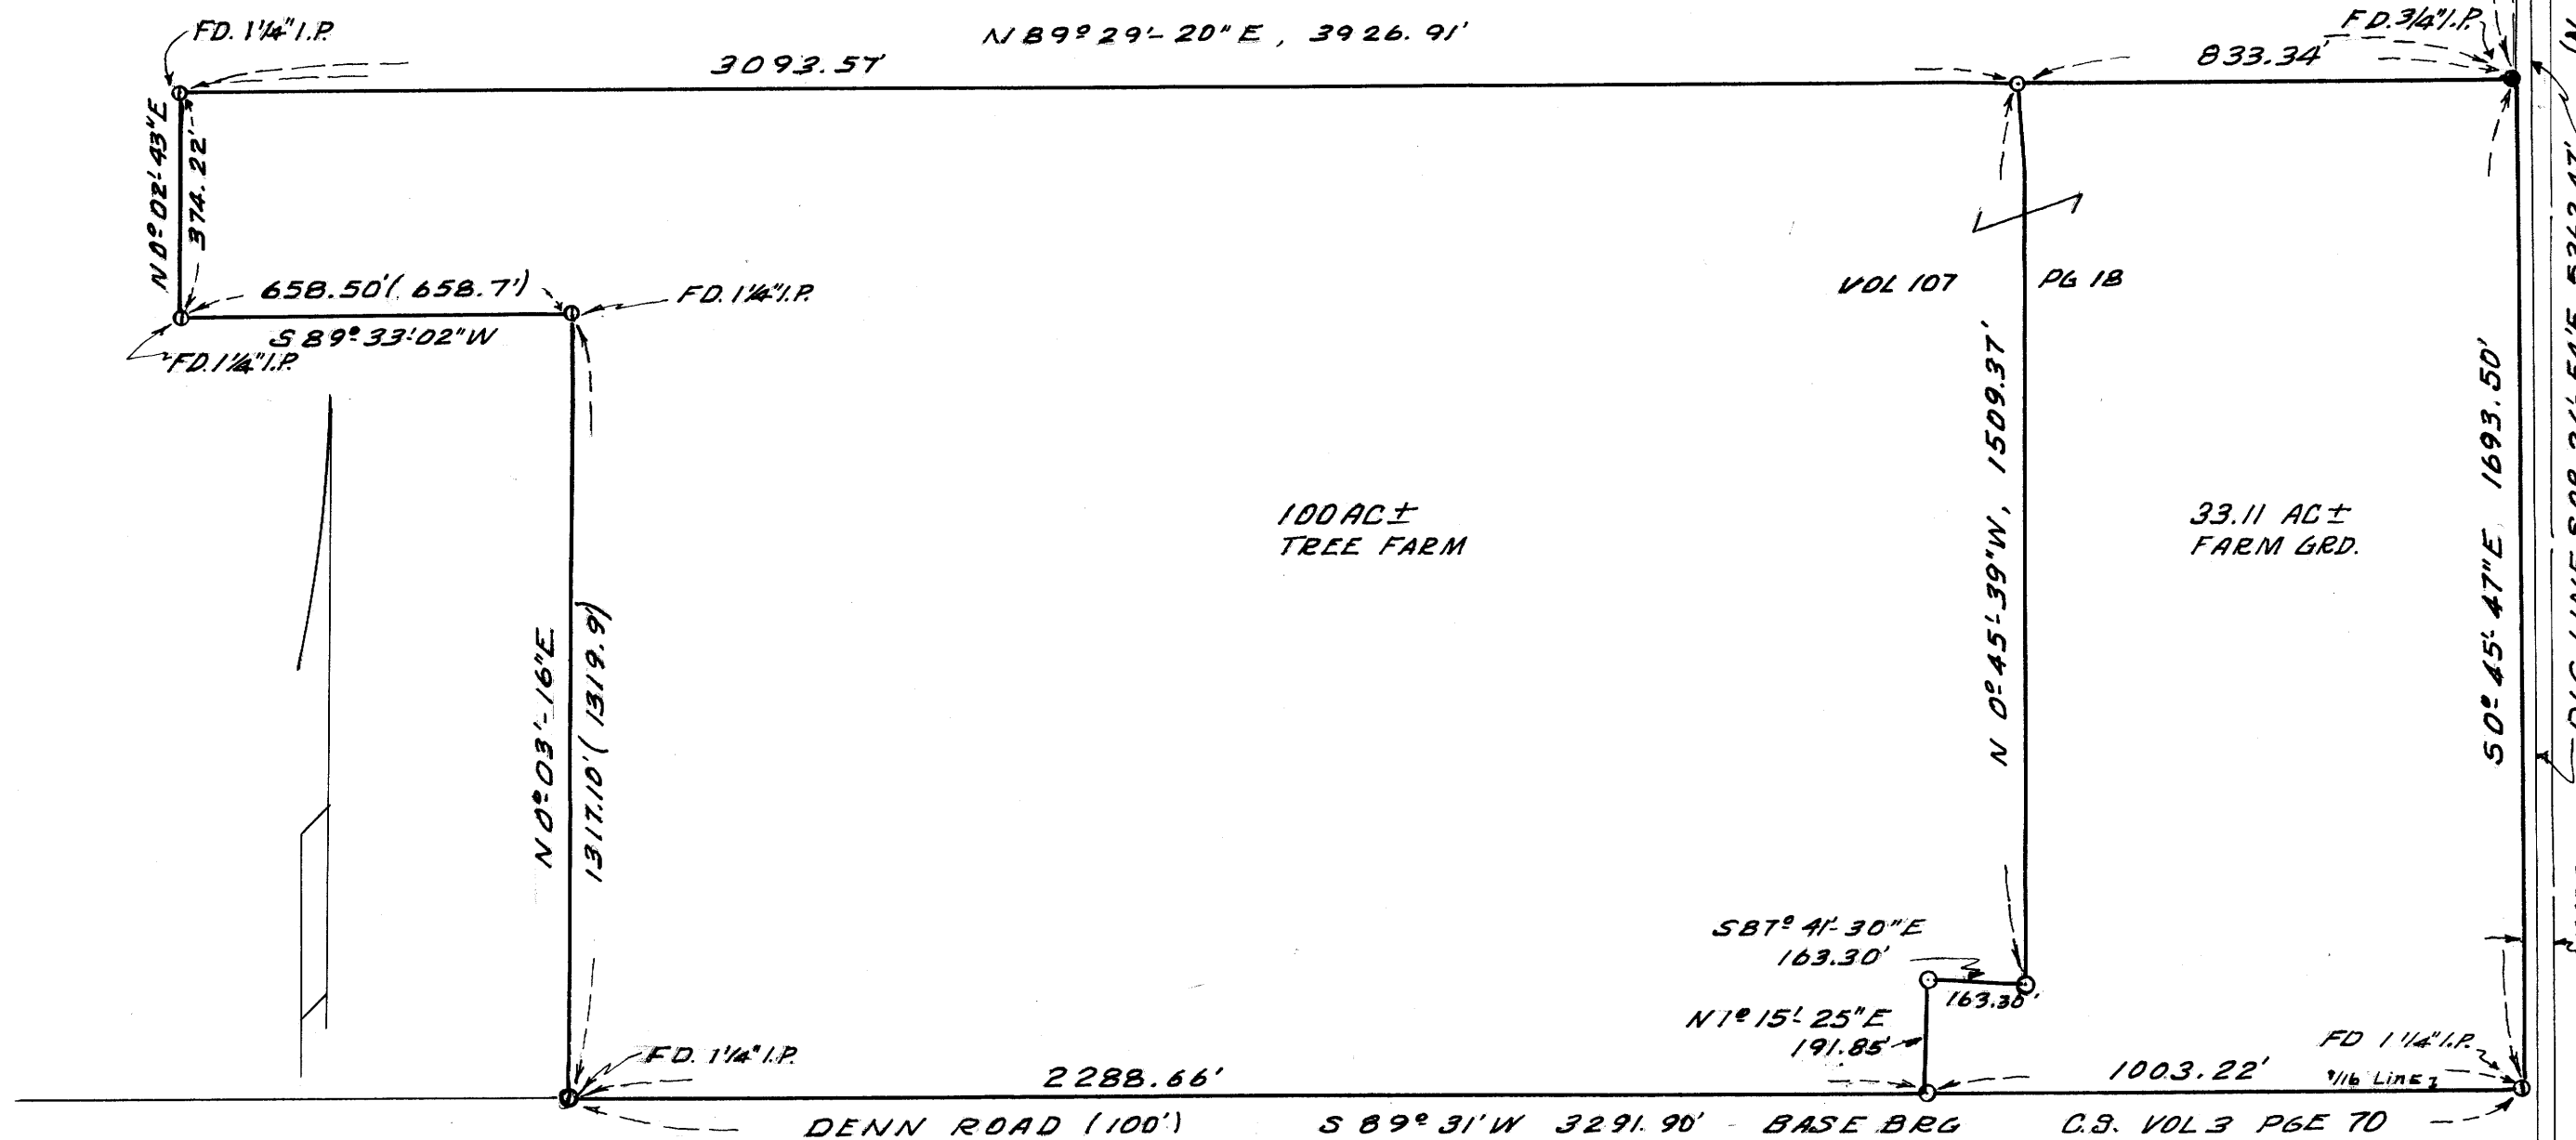 FD. 1¼" I.P.
N 89° 29'- 20" E, 3926.91'
FD. 3/4" I.P.
3093.57'
833.34'
N 0° 02'- 43" E
374.22'
658.50' ( 658.7')
FD. 1¼" I.P.
S 89° 33'- 02" W
FD. 1¼" I.P.
VOL 107 PG 18
N 0° 45'- 39" W, 1509.37'
S 0° 45'- 47" E 1693.50'
100 AC ±
TREE FARM
33.11 AC ±
FARM GRD.
N 0° 03'- 16" E
1317.10' ( 1319.9')
S 87° 41'- 30" E
163.30'
163.30'
N 1° 15'- 25" E
191.85'
FD. 1¼" I.P.
FD 1¼" I.P.
2288.66'
1003.22'
1/16 LINE
DENN ROAD (100') S 89° 31' W 3291.90' - BASE BRG C.S. VOL 3 PGE 70